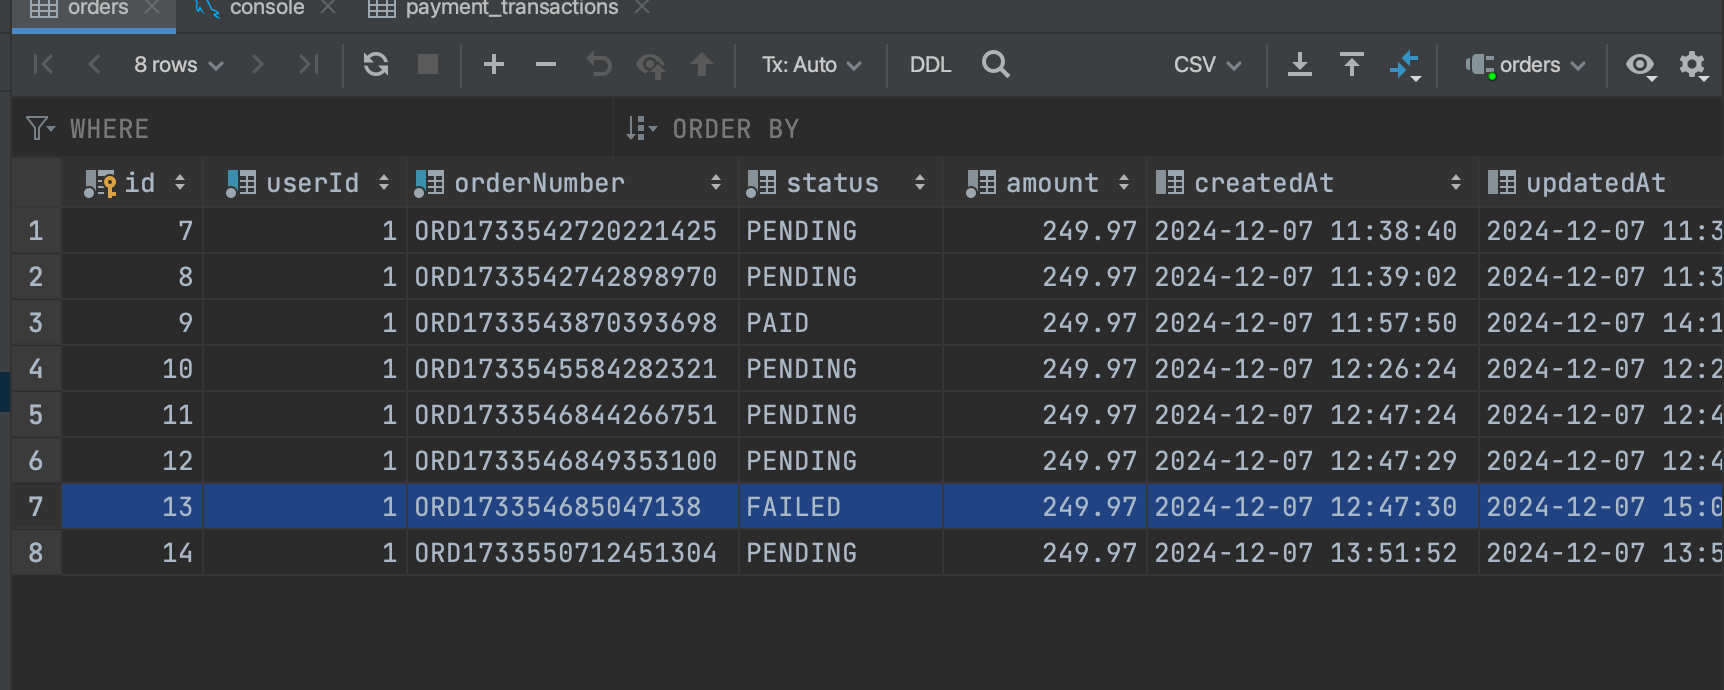 orders console payment_transactions
8 rows Tx: Auto DDL CSV orders
WHERE ORDER BY
id userId orderNumber status amount createdAt updatedAt
1 7 1 ORD1733542720221425 PENDING 249.97 2024-12-07 11:38:40 2024-12-07 11:3
2 8 1 ORD1733542742898970 PENDING 249.97 2024-12-07 11:39:02 2024-12-07 11:3
3 9 1 ORD1733543870393698 PAID 249.97 2024-12-07 11:57:50 2024-12-07 14:1
4 10 1 ORD1733545584282321 PENDING 249.97 2024-12-07 12:26:24 2024-12-07 12:2
5 11 1 ORD1733546844266751 PENDING 249.97 2024-12-07 12:47:24 2024-12-07 12:4
6 12 1 ORD1733546849353100 PENDING 249.97 2024-12-07 12:47:29 2024-12-07 12:4
7 13 1 ORD173354685047138 FAILED 249.97 2024-12-07 12:47:30 2024-12-07 15:0
8 14 1 ORD1733550712451304 PENDING 249.97 2024-12-07 13:51:52 2024-12-07 13:5